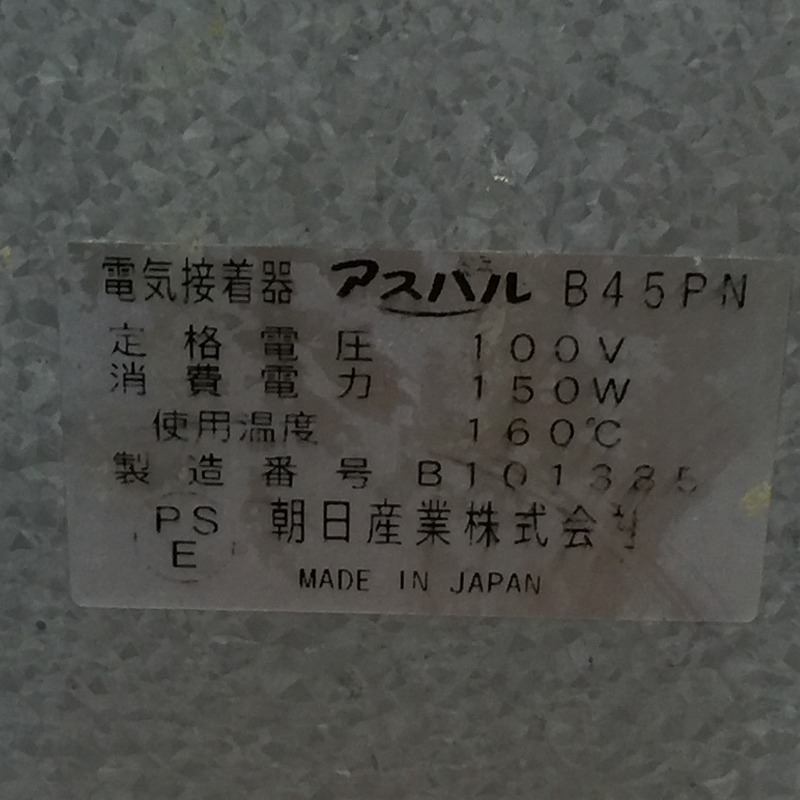 電気接着器 アスパル B45PN
定格電圧 100V
消費電力 150W
使用温度 160℃
製造番号
PS
E
朝日産業株式会社
MADE IN JAPAN